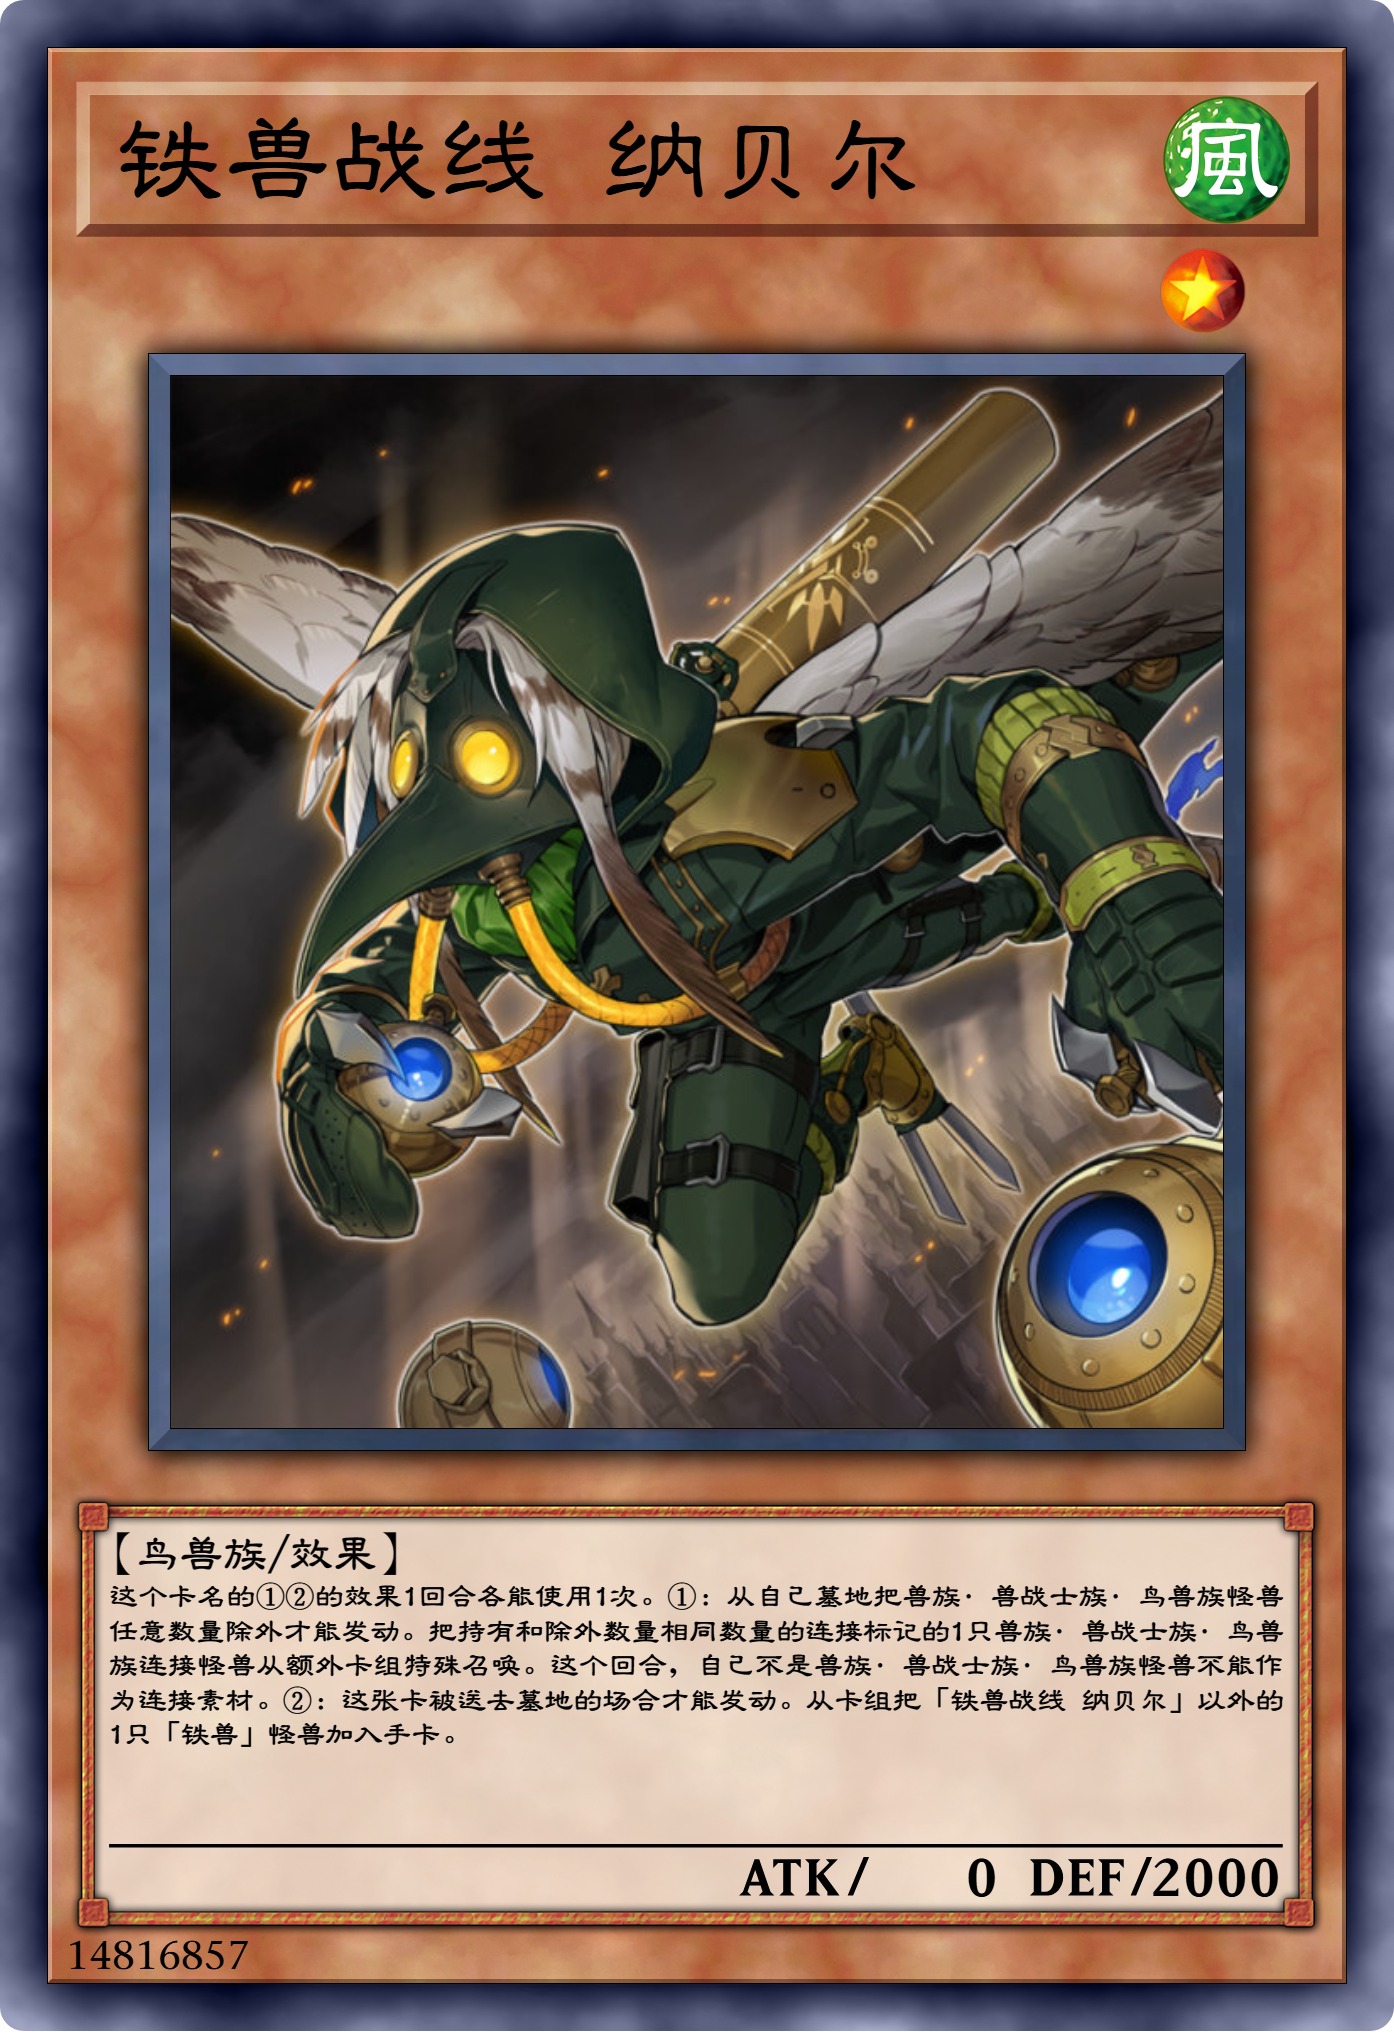 铁兽战线 纳贝尔
風
【鸟兽族/效果】
这个卡名的①②的效果1回合各能使用1次。①：从自己墓地把兽族·兽战士族·鸟兽族怪兽
任意数量除外才能发动。把持有和除外数量相同数量的连接标记的1只兽族·兽战士族·鸟兽
族连接怪兽从额外卡组特殊召唤。这个回合，自己不是兽族·兽战士族·鸟兽族怪兽不能作
为连接素材。②：这张卡被送去墓地的场合才能发动。从卡组把「铁兽战线 纳贝尔」以外的
1只「铁兽」怪兽加入手卡。
ATK/ 0 DEF/2000
14816857